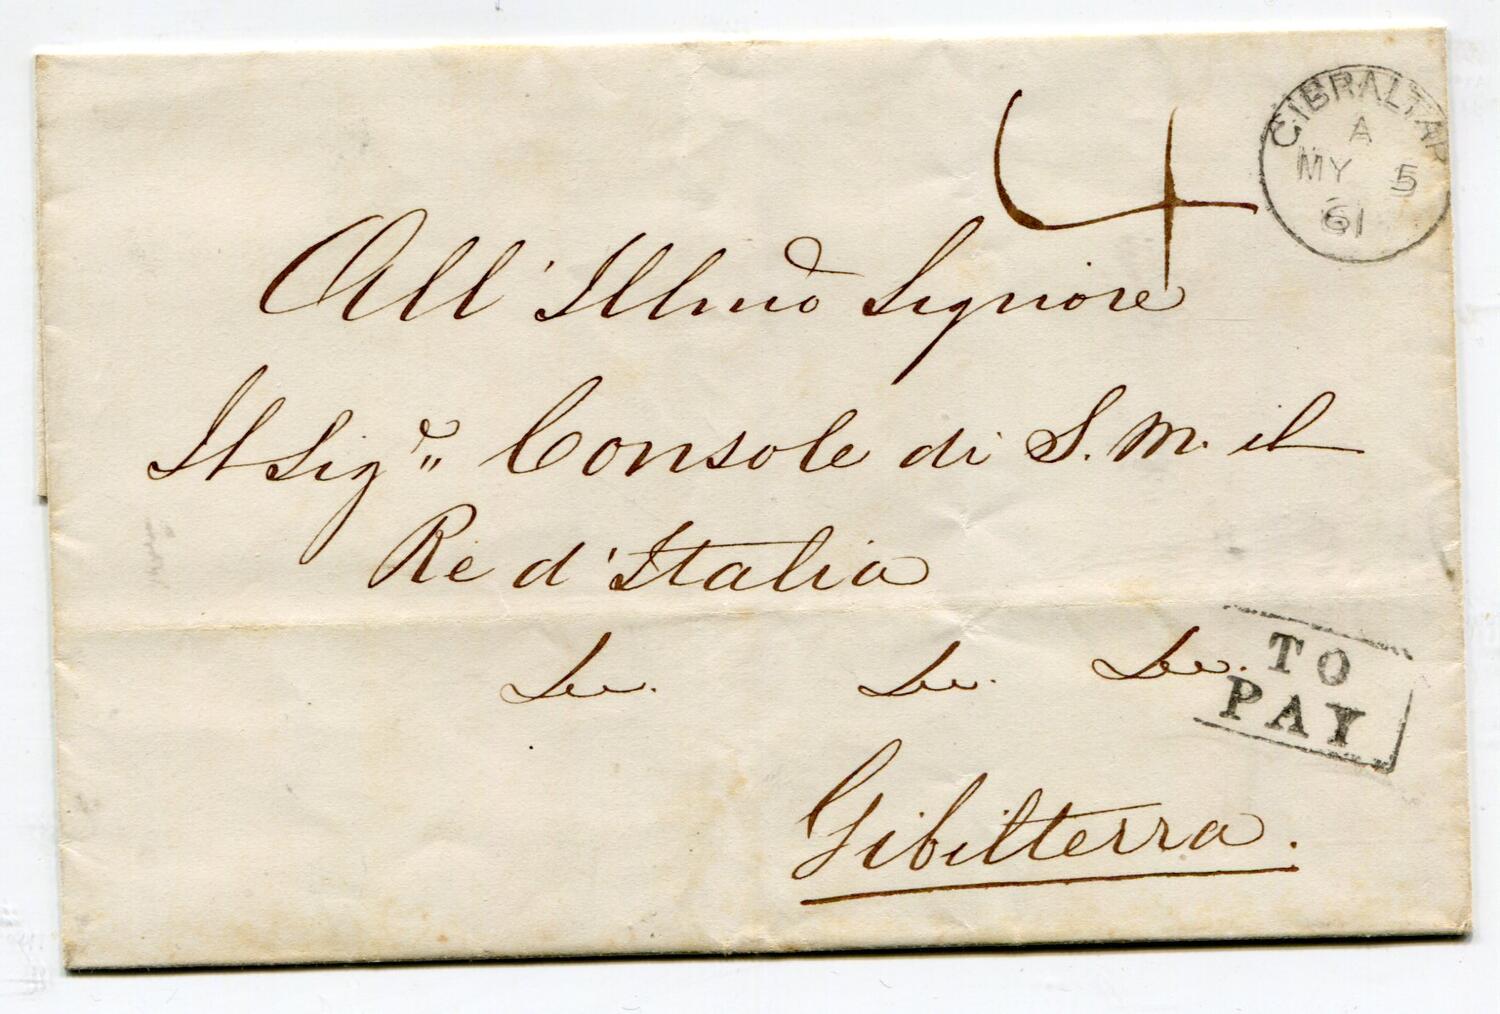 GIBRALTAR
A
MY 5
61
4
All' Illmo Signore
Il Sigr Console di S. M. il
Re d'Italia
&c. &c. &c.
TO
PAY
Gibilterra.